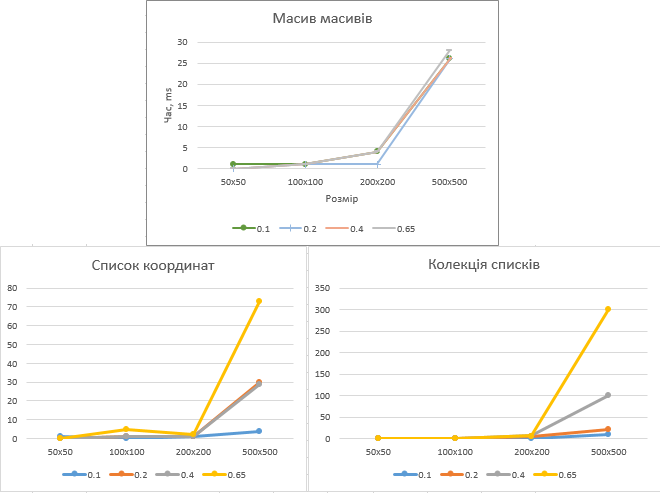 Масив масивів
30
25
20
15
10
5
0
Час, ms
50x50 100x100 200x200 500x500
Розмір
0.1 0.2 0.4 0.65
Список координат
80
70
60
50
40
30
20
10
0
50x50 100x100 200x200 500x500
0.1 0.2 0.4 0.65
Колекція списків
350
300
250
200
150
100
50
0
50x50 100x100 200x200 500x500
0.1 0.2 0.4 0.65